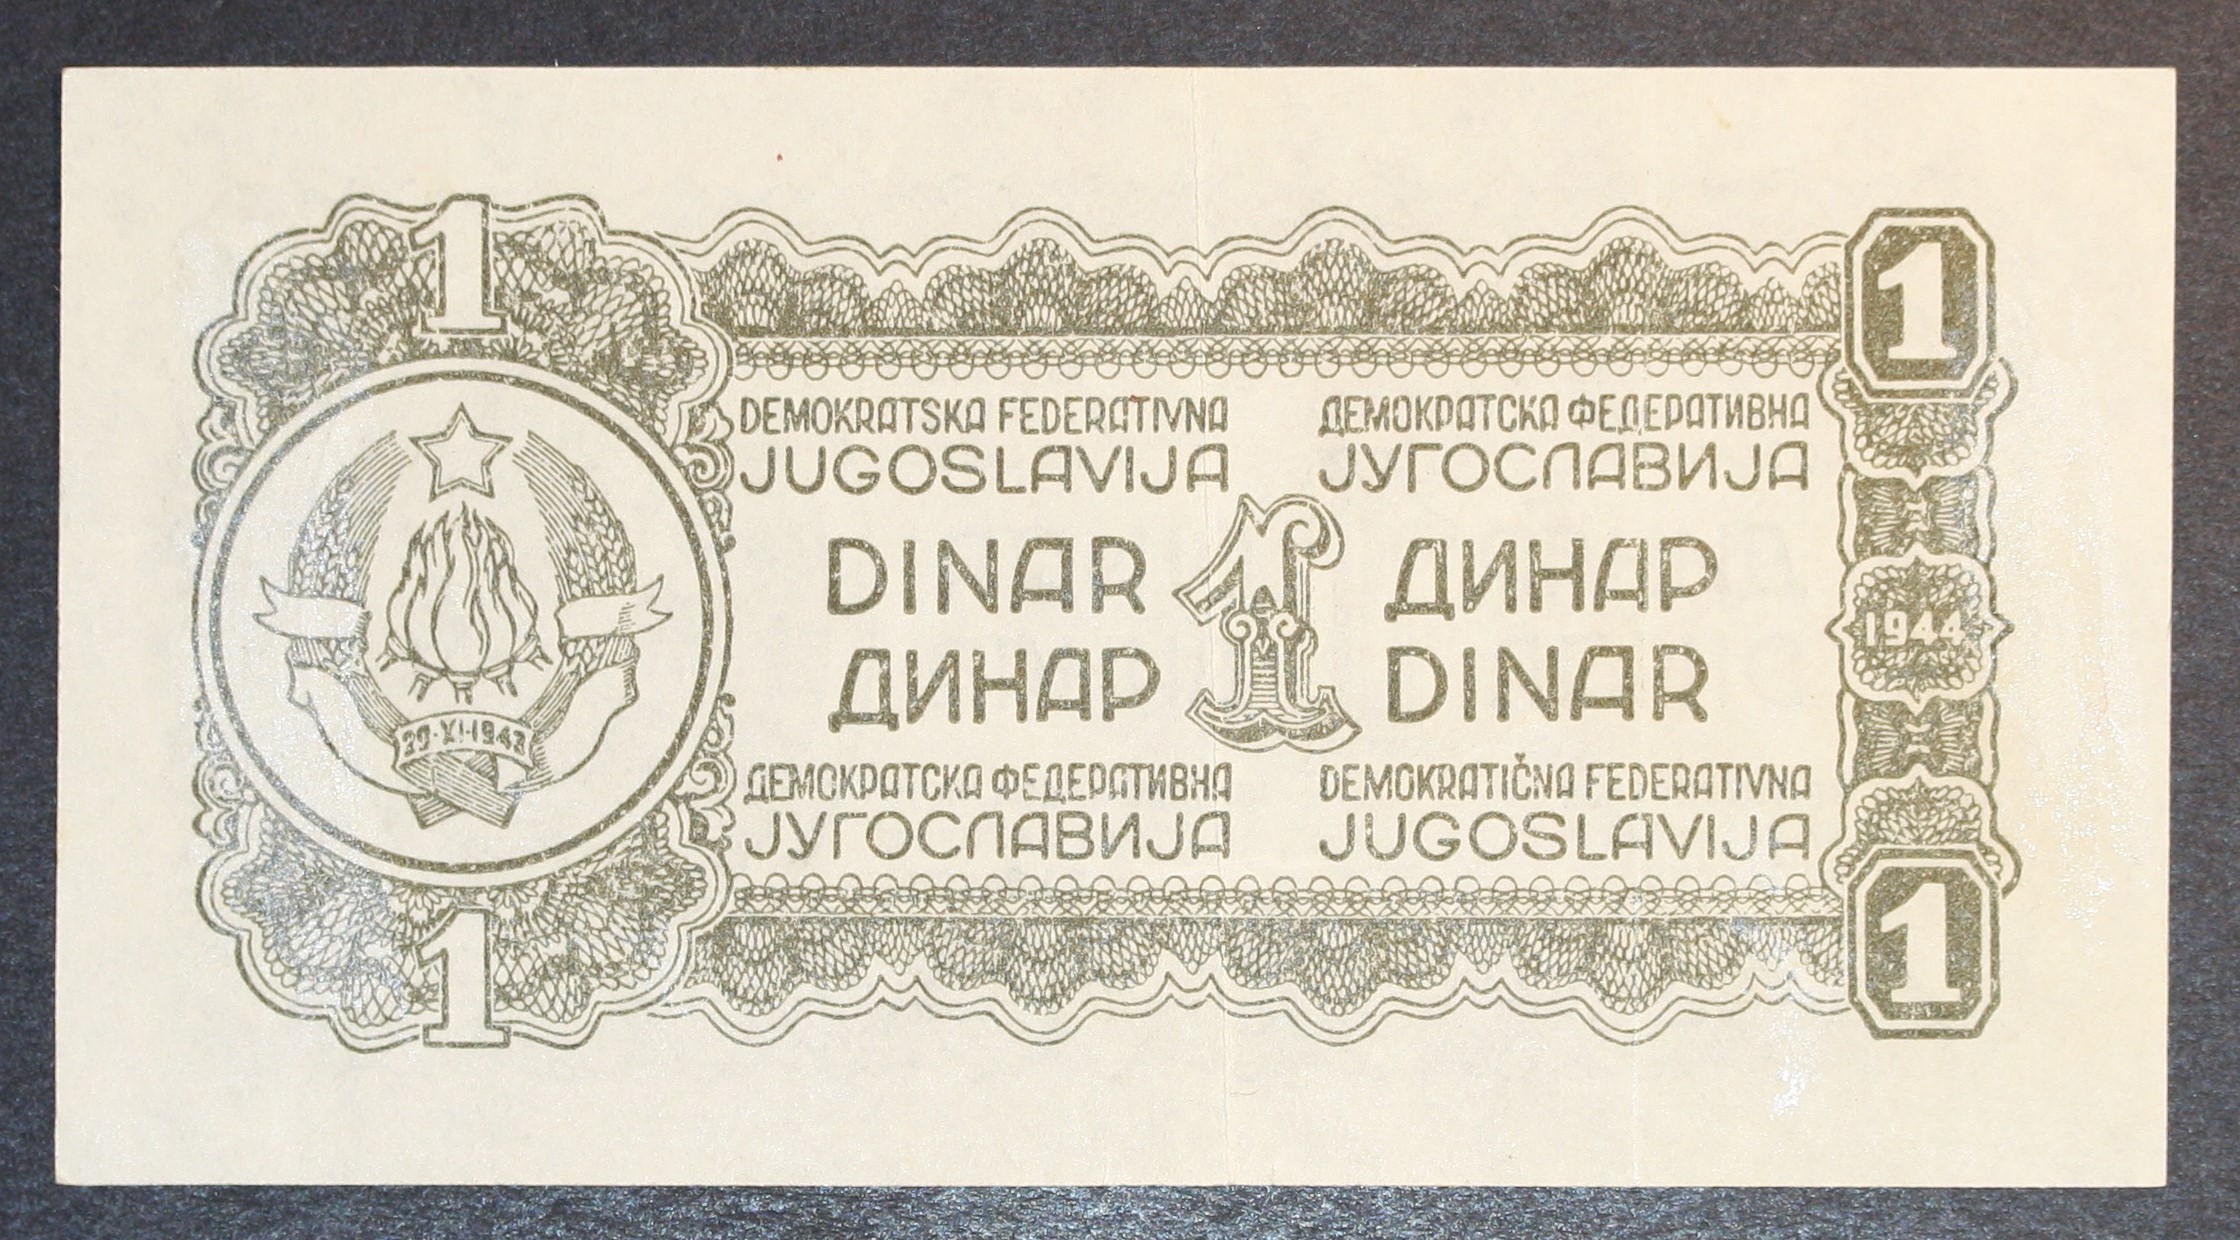 1
1
DEMOKRATSKA FEDERATIVNA
JUGOSLAVIJA
ДЕМОКРАТСКА ФЕДЕРАТИВНА
ЈУГОСЛАВИЈА
DINAR
ДИНАР
1
ДИНАР
DINAR
1944
29·XI·1943
ДЕМОКРАТСКА ФЕДЕРАТИВНА
ЈУГОСЛАВИЈА
DEMOKRATIČNA FEDERATIVNA
JUGOSLAVIJA
1
1